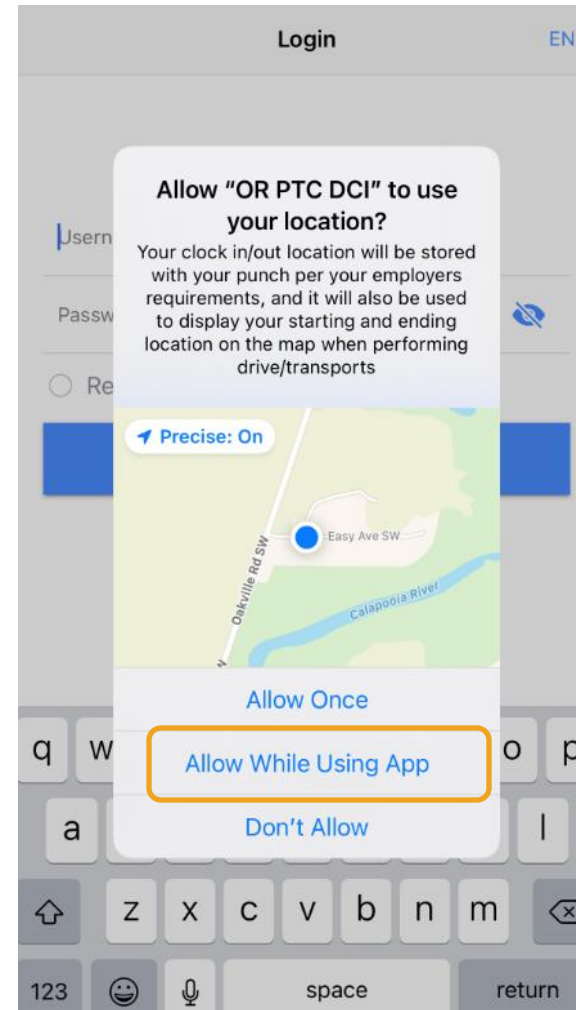 Login
EN
Allow “OR PTC DCI” to use
your location?
Your clock in/out location will be stored
with your punch per your employers
requirements, and it will also be used
to display your starting and ending
location on the map when performing
drive/transports
Usern
Passw
Re
Precise: On
Easy Ave SW
Oakville Rd SW
Calapooia River
W
Allow Once
Allow While Using App
Don’t Allow
q w o p
a l
z x c v b n m
123 space return